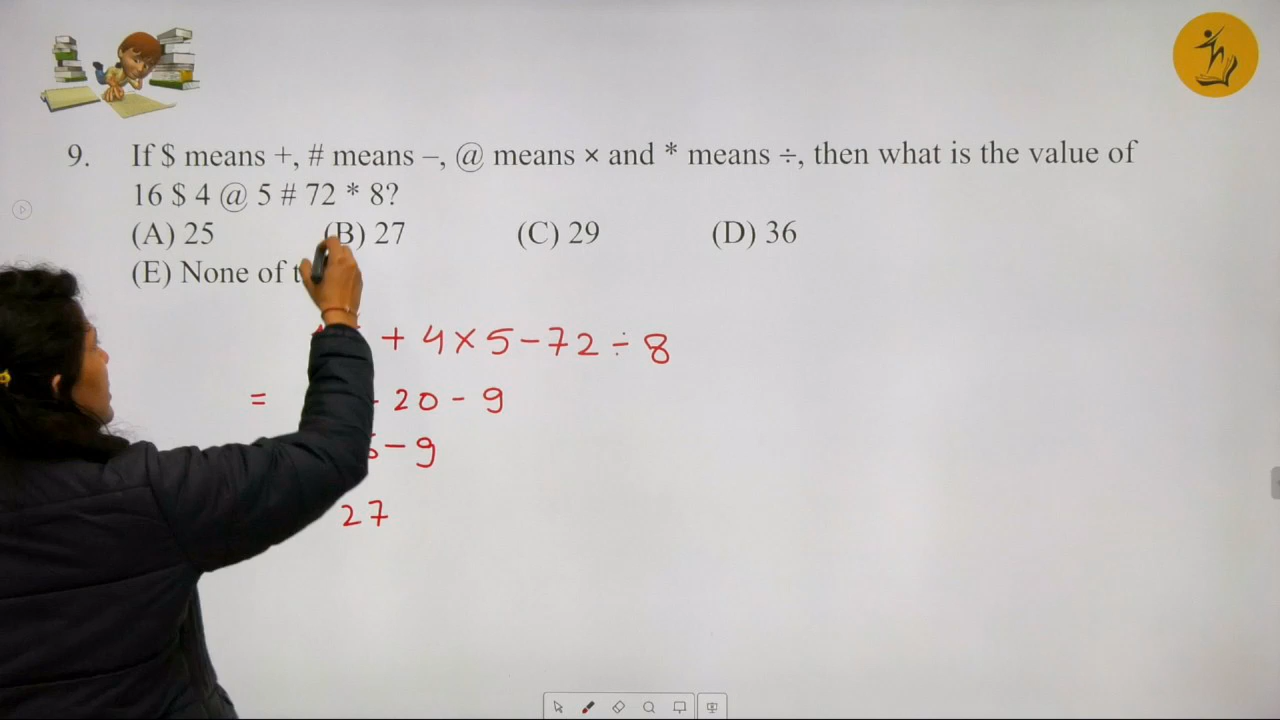 9. If $ means +, # means –, @ means × and * means ÷, then what is the value of
16 $ 4 @ 5 # 72 * 8?
(A) 25 (B) 27 (C) 29 (D) 36
(E) None of
+ 4 × 5 – 72 ÷ 8
= 20 – 9
– 9
27